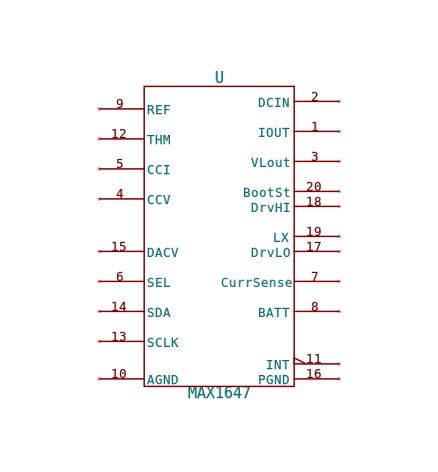 U
9 REF
12 THM
5 CCI
4 CCV
15 DACV
6 SEL
14 SDA
13 SCLK
10 AGND
DCIN 2
IOUT 1
VLout 3
BootSt 20
DrvHI 18
LX 19
DrvLO 17
CurrSense 7
BATT 8
INT 11
PGND 16
MAX1647